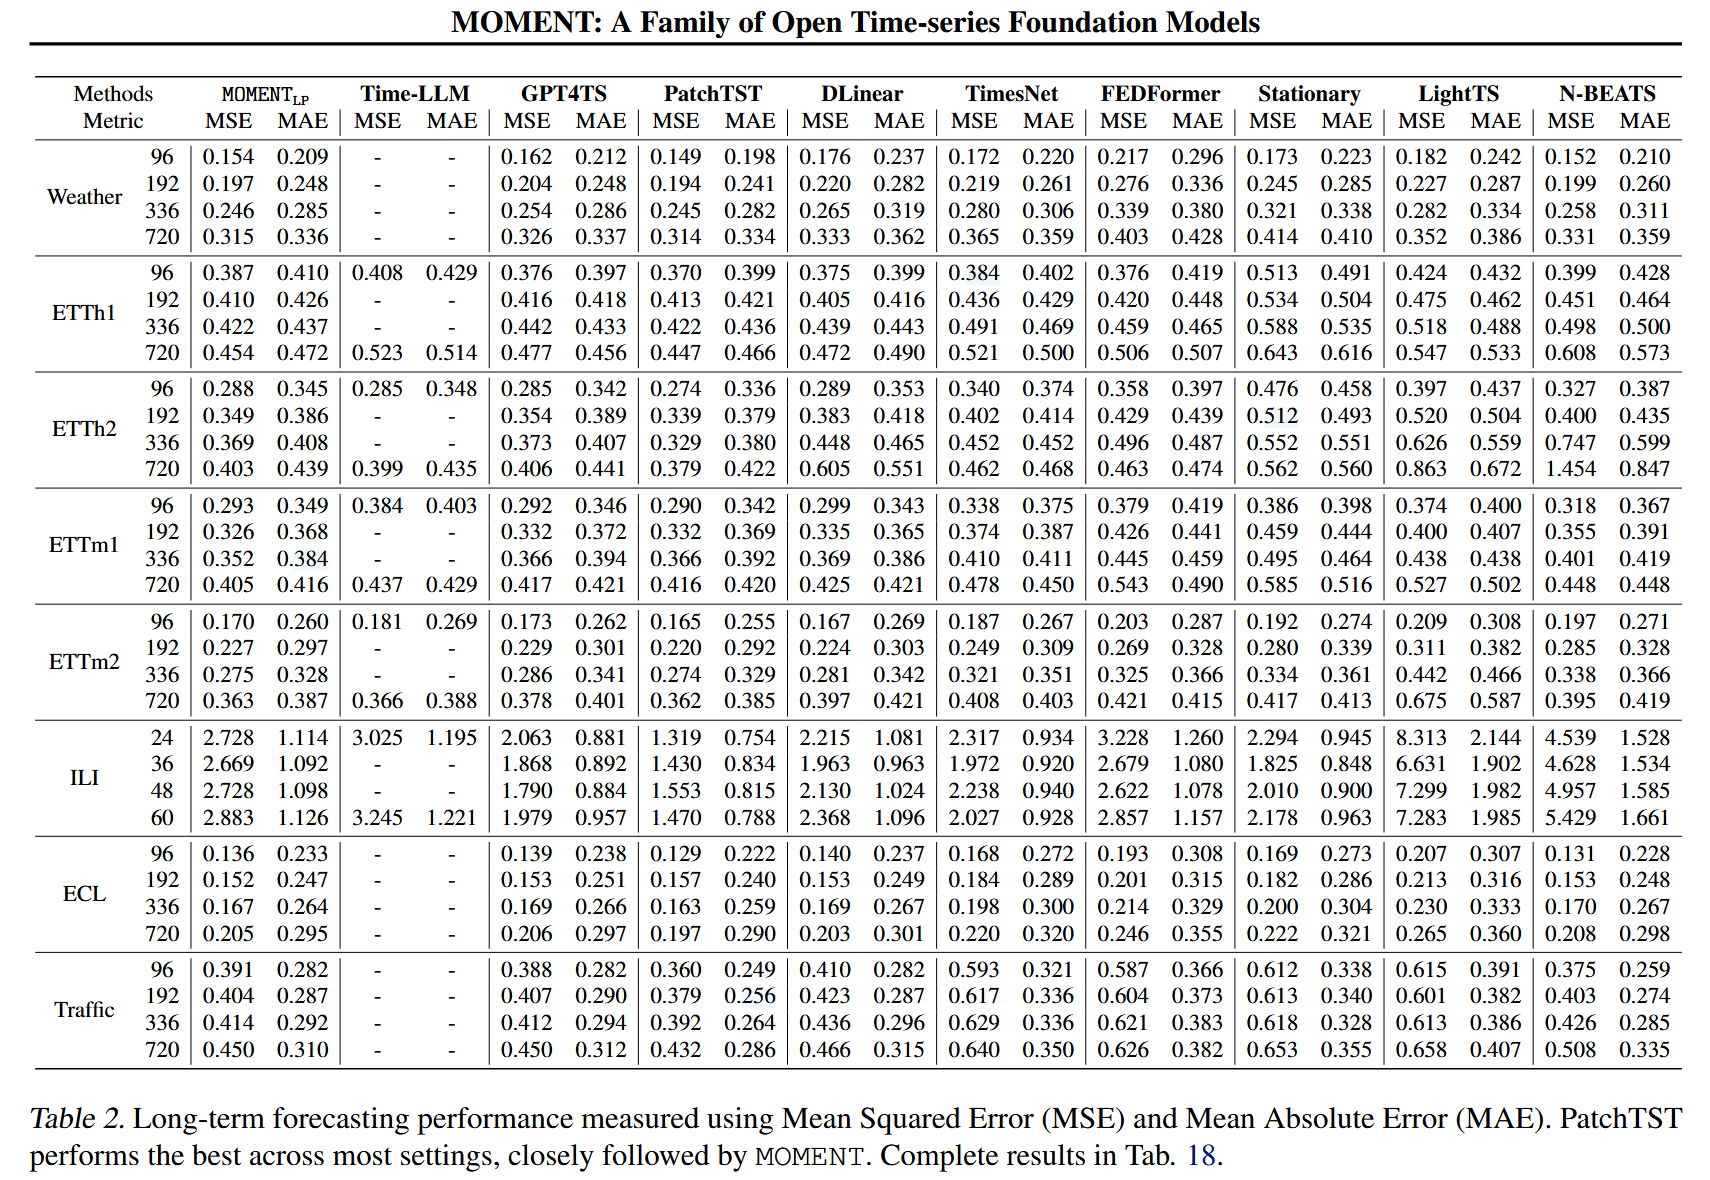 MOMENT: A Family of Open Time-series Foundation Models
Methods MOMENT_LP Time-LLM GPT4TS PatchTST DLinear TimesNet FEDFormer Stationary LightTS N-BEATS
Metric MSE MAE MSE MAE MSE MAE MSE MAE MSE MAE MSE MAE MSE MAE MSE MAE MSE MAE MSE MAE
Weather
96 0.154 0.209 - - 0.162 0.212 0.149 0.198 0.176 0.237 0.172 0.220 0.217 0.296 0.173 0.223 0.182 0.242 0.152 0.210
192 0.197 0.248 - - 0.204 0.248 0.194 0.241 0.220 0.282 0.219 0.261 0.276 0.336 0.245 0.285 0.227 0.287 0.199 0.260
336 0.246 0.285 - - 0.254 0.286 0.245 0.282 0.265 0.319 0.280 0.306 0.339 0.380 0.321 0.338 0.282 0.334 0.258 0.311
720 0.315 0.336 - - 0.326 0.337 0.314 0.334 0.333 0.362 0.365 0.359 0.403 0.428 0.414 0.410 0.352 0.386 0.331 0.359
ETTh1
96 0.387 0.410 0.408 0.429 0.376 0.397 0.370 0.399 0.375 0.399 0.384 0.402 0.376 0.419 0.513 0.491 0.424 0.432 0.399 0.428
192 0.410 0.426 - - 0.416 0.418 0.413 0.421 0.405 0.416 0.436 0.429 0.420 0.448 0.534 0.504 0.475 0.462 0.451 0.464
336 0.422 0.437 - - 0.442 0.433 0.422 0.436 0.439 0.443 0.491 0.469 0.459 0.465 0.588 0.535 0.518 0.488 0.498 0.500
720 0.454 0.472 0.523 0.514 0.477 0.456 0.447 0.466 0.472 0.490 0.521 0.500 0.506 0.507 0.643 0.616 0.547 0.533 0.608 0.573
ETTh2
96 0.288 0.345 0.285 0.348 0.285 0.342 0.274 0.336 0.289 0.353 0.340 0.374 0.358 0.397 0.476 0.458 0.397 0.437 0.327 0.387
192 0.349 0.386 - - 0.354 0.389 0.339 0.379 0.383 0.418 0.402 0.414 0.429 0.439 0.512 0.493 0.520 0.504 0.400 0.435
336 0.369 0.408 - - 0.373 0.407 0.329 0.380 0.448 0.465 0.452 0.452 0.496 0.487 0.552 0.551 0.626 0.559 0.747 0.599
720 0.403 0.439 0.399 0.435 0.406 0.441 0.379 0.422 0.605 0.551 0.462 0.468 0.463 0.474 0.562 0.560 0.863 0.672 1.454 0.847
ETTm1
96 0.293 0.349 0.384 0.403 0.292 0.346 0.290 0.342 0.299 0.343 0.338 0.375 0.379 0.419 0.386 0.398 0.374 0.400 0.318 0.367
192 0.326 0.368 - - 0.332 0.372 0.332 0.369 0.335 0.365 0.374 0.387 0.426 0.441 0.459 0.444 0.400 0.407 0.355 0.391
336 0.352 0.384 - - 0.366 0.394 0.366 0.392 0.369 0.386 0.410 0.411 0.445 0.459 0.495 0.464 0.438 0.438 0.401 0.419
720 0.405 0.416 0.437 0.429 0.417 0.421 0.416 0.420 0.425 0.421 0.478 0.450 0.543 0.490 0.585 0.516 0.527 0.502 0.448 0.448
ETTm2
96 0.170 0.260 0.181 0.269 0.173 0.262 0.165 0.255 0.167 0.269 0.187 0.267 0.203 0.287 0.192 0.274 0.209 0.308 0.197 0.271
192 0.227 0.297 - - 0.229 0.301 0.220 0.292 0.224 0.303 0.249 0.309 0.269 0.328 0.280 0.339 0.311 0.382 0.285 0.328
336 0.275 0.328 - - 0.286 0.341 0.274 0.329 0.281 0.342 0.321 0.351 0.325 0.366 0.334 0.361 0.442 0.466 0.338 0.366
720 0.363 0.387 0.366 0.388 0.378 0.401 0.362 0.385 0.397 0.421 0.408 0.403 0.421 0.415 0.417 0.413 0.675 0.587 0.395 0.419
ILI
24 2.728 1.114 3.025 1.195 2.063 0.881 1.319 0.754 2.215 1.081 2.317 0.934 3.228 1.260 2.294 0.945 8.313 2.144 4.539 1.528
36 2.669 1.092 - - 1.868 0.892 1.430 0.834 1.963 0.963 1.972 0.920 2.679 1.080 1.825 0.848 6.631 1.902 4.628 1.534
48 2.728 1.098 - - 1.790 0.884 1.553 0.815 2.130 1.024 2.238 0.940 2.622 1.078 2.010 0.900 7.299 1.982 4.957 1.585
60 2.883 1.126 3.245 1.221 1.979 0.957 1.470 0.788 2.368 1.096 2.027 0.928 2.857 1.157 2.178 0.963 7.283 1.985 5.429 1.661
ECL
96 0.136 0.233 - - 0.139 0.238 0.129 0.222 0.140 0.237 0.168 0.272 0.193 0.308 0.169 0.273 0.207 0.307 0.131 0.228
192 0.152 0.247 - - 0.153 0.251 0.157 0.240 0.153 0.249 0.184 0.289 0.201 0.315 0.182 0.286 0.213 0.316 0.153 0.248
336 0.167 0.264 - - 0.169 0.266 0.163 0.259 0.169 0.267 0.198 0.300 0.214 0.329 0.200 0.304 0.230 0.333 0.170 0.267
720 0.205 0.295 - - 0.206 0.297 0.197 0.290 0.203 0.301 0.220 0.320 0.246 0.355 0.222 0.321 0.265 0.360 0.208 0.298
Traffic
96 0.391 0.282 - - 0.388 0.282 0.360 0.249 0.410 0.282 0.593 0.321 0.587 0.366 0.612 0.338 0.615 0.391 0.375 0.259
192 0.404 0.287 - - 0.407 0.290 0.379 0.256 0.423 0.287 0.617 0.336 0.604 0.373 0.613 0.340 0.601 0.382 0.403 0.274
336 0.414 0.292 - - 0.412 0.294 0.392 0.264 0.436 0.296 0.629 0.336 0.621 0.383 0.618 0.328 0.613 0.386 0.426 0.285
720 0.450 0.310 - - 0.450 0.312 0.432 0.286 0.466 0.315 0.640 0.350 0.626 0.382 0.653 0.355 0.658 0.407 0.508 0.335
Table 2. Long-term forecasting performance measured using Mean Squared Error (MSE) and Mean Absolute Error (MAE). PatchTST
performs the best across most settings, closely followed by MOMENT. Complete results in Tab. 18.